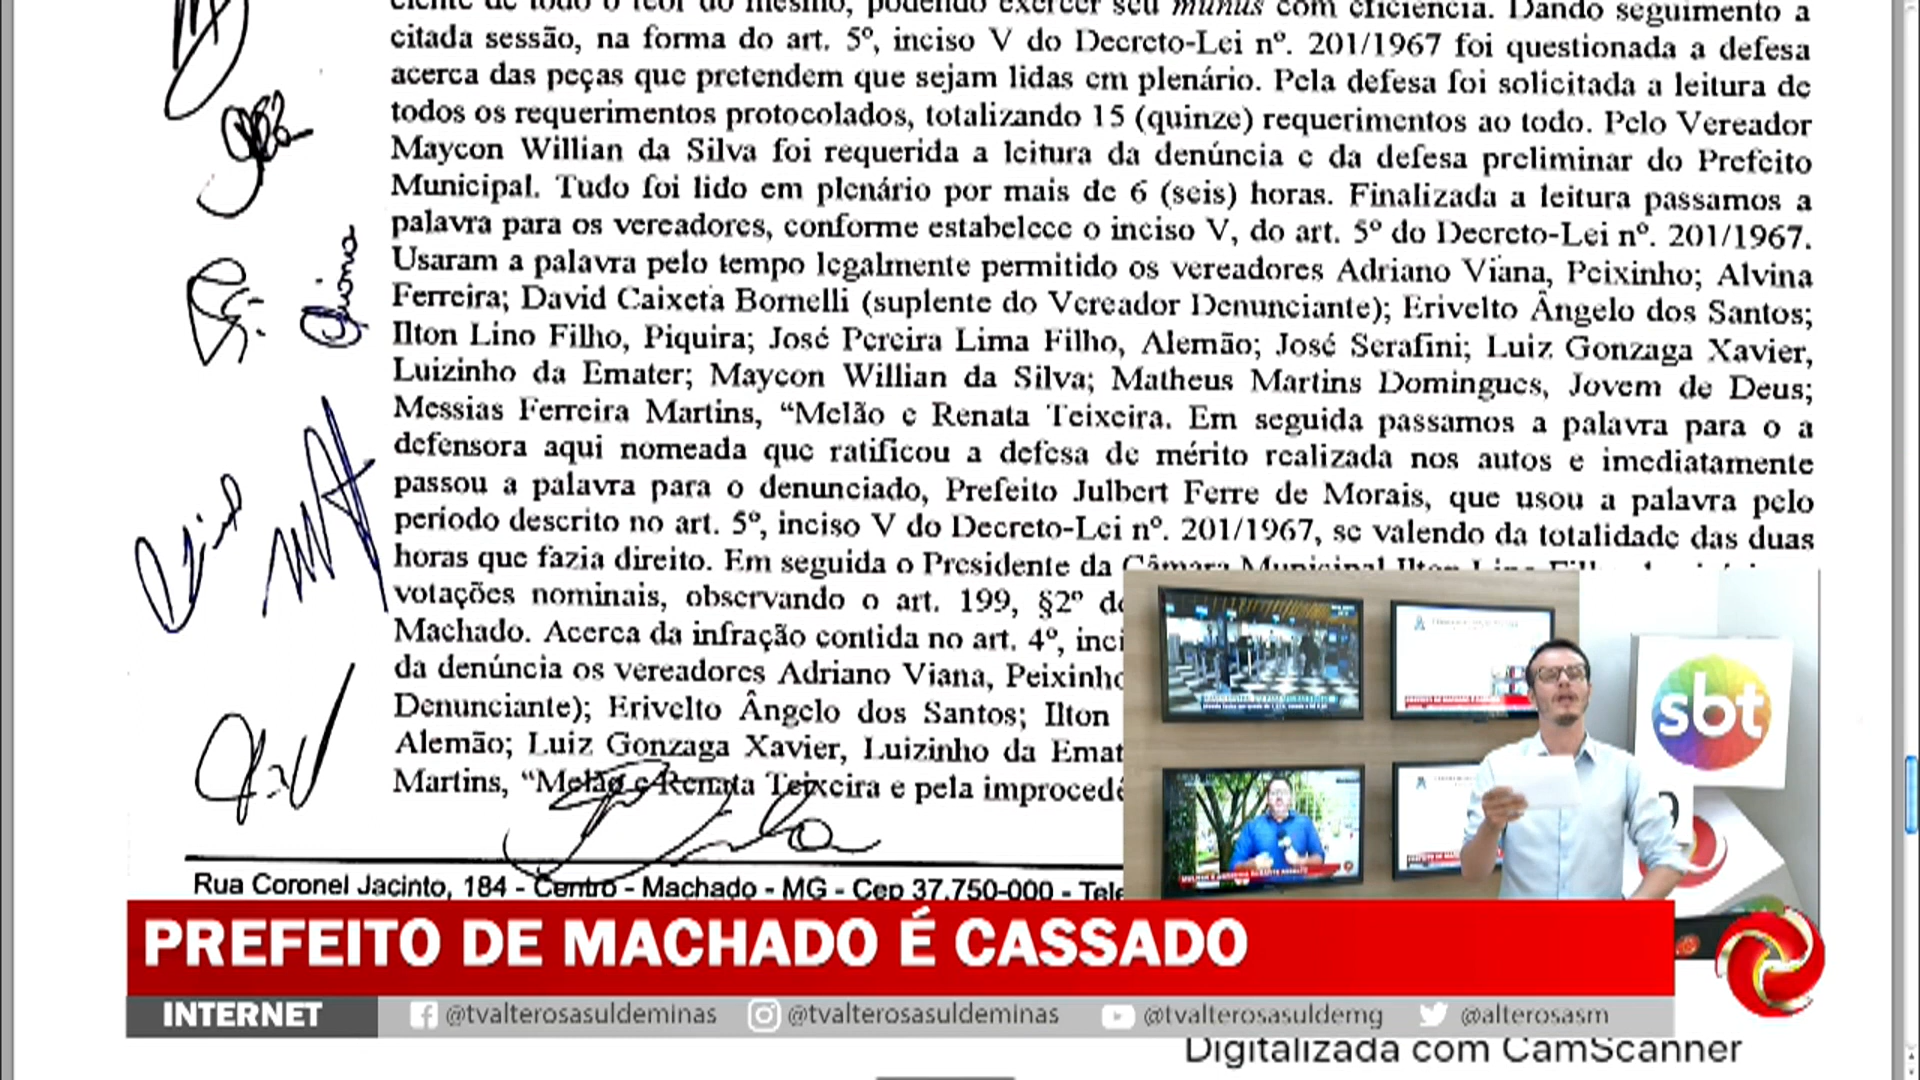 ciente de todo o teor do mesmo, podendo exercer seu munus com eficiência. Dando seguimento a
citada sessão, na forma do art. 5º, inciso V do Decreto-Lei nº. 201/1967 foi questionada a defesa
acerca das peças que pretendem que sejam lidas em plenário. Pela defesa foi solicitada a leitura de
todos os requerimentos protocolados, totalizando 15 (quinze) requerimentos ao todo. Pelo Vereador
Maycon Willian da Silva foi requerida a leitura da denúncia e da defesa preliminar do Prefeito
Municipal. Tudo foi lido em plenário por mais de 6 (seis) horas. Finalizada a leitura passamos a
palavra para os vereadores, conforme estabelece o inciso V, do art. 5º do Decreto-Lei nº. 201/1967.
Usaram a palavra pelo tempo legalmente permitido os vereadores Adriano Viana, Peixinho; Alvina
Ferreira; David Caixeta Bornelli (suplente do Vereador Denunciante); Erivelto Ângelo dos Santos;
Ilton Lino Filho, Piquira; José Pereira Lima Filho, Alemão; José Serafini; Luiz Gonzaga Xavier,
Luizinho da Emater; Maycon Willian da Silva; Matheus Martins Domingues, Jovem de Deus;
Messias Ferreira Martins, “Melão e Renata Teixeira. Em seguida passamos a palavra para o a
defensora aqui nomeada que ratificou a defesa de mérito realizada nos autos e imediatamente
passou a palavra para o denunciado, Prefeito Julbert Ferre de Morais, que usou a palavra pelo
período descrito no art. 5º, inciso V do Decreto-Lei nº. 201/1967, se valendo da totalidade das duas
horas que fazia direito. Em seguida o Presidente da Câmara Municipal Ilton Lino
votações nominais, observando o art. 199, §2º
Machado. Acerca da infração contida no art. 4º, inci
da denúncia os vereadores Adriano Viana, Peixinho
Denunciante); Erivelto Ângelo dos Santos; Ilton
Alemão; Luiz Gonzaga Xavier, Luizinho da Emat
Martins, “Melão e Renata Teixeira e pela improcedê
Rua Coronel Jacinto, 184 - Centro - Machado - MG - Cep 37.750-000 - Tele
sbt
PREFEITO DE MACHADO É CASSADO
INTERNET @tvalterosasuldeminas @tvalterosasuldeminas @tvalterosasuldemg @alterosasm
Digitalizada com CamScanner